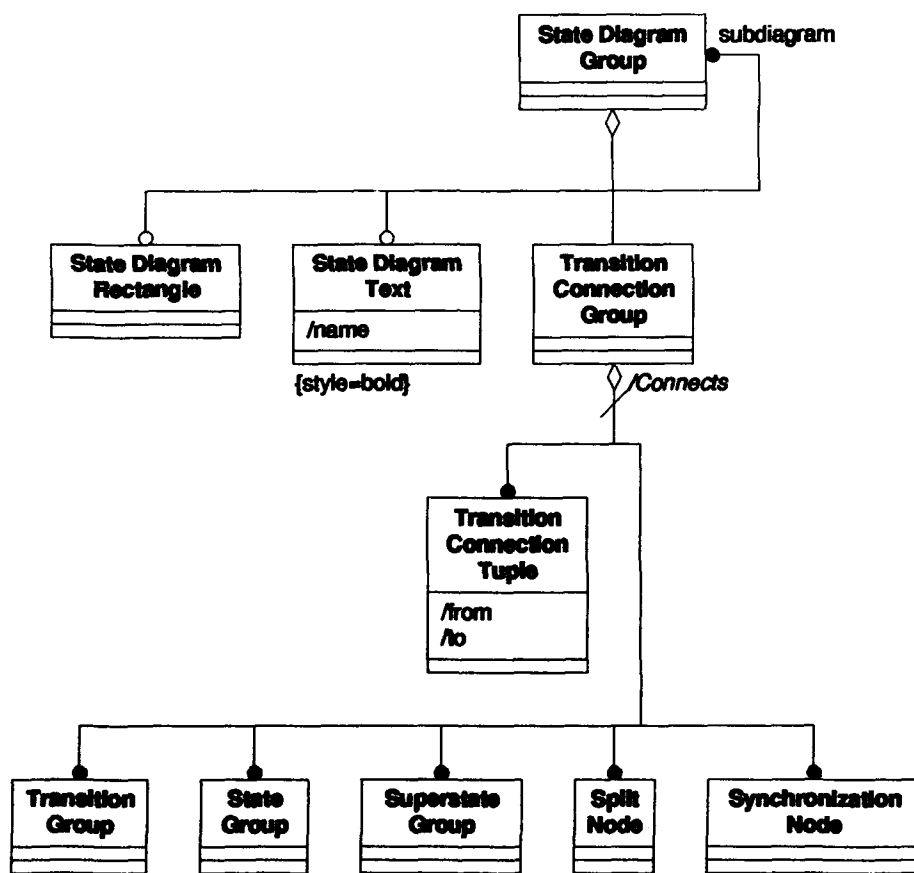 State Diagram
Group
subdiagram
State Diagram
Rectangle
State Diagram
Text
/name
{style=bold}
Transition
Connection
Group
/Connects
Transition
Connection
Tuple
/from
/to
Transition
Group
State
Group
Superstate
Group
Split
Node
Synchronization
Node